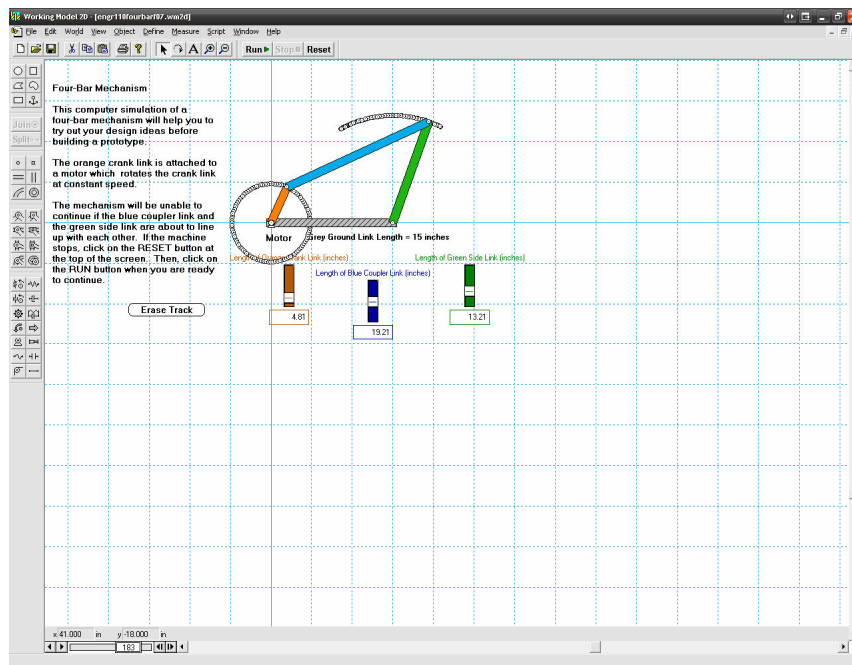 Working Model 2D - [engr110fourbarf07.wm2d]
File Edit World View Object Define Measure Script Window Help
Run Stop Reset
Join
Split
Four-Bar Mechanism
This computer simulation of a
four-bar mechanism will help you to
try out your design ideas before
building a prototype.
The orange crank link is attached to
a motor which rotates the crank link
at constant speed.
The mechanism will be unable to
continue if the blue coupler link and
the green side link are about to line
up with each other. If the machine
stops, click on the RESET button at
the top of the screen. Then, click on
the RUN button when you are ready
to continue.
Erase Track
Motor
Grey Ground Link Length = 15 inches
Length of Orange Crank Link (inches)
4.81
Length of Blue Coupler Link (inches)
19.21
Length of Green Side Link (inches)
13.21
x 41.000 in y -18.000 in
183